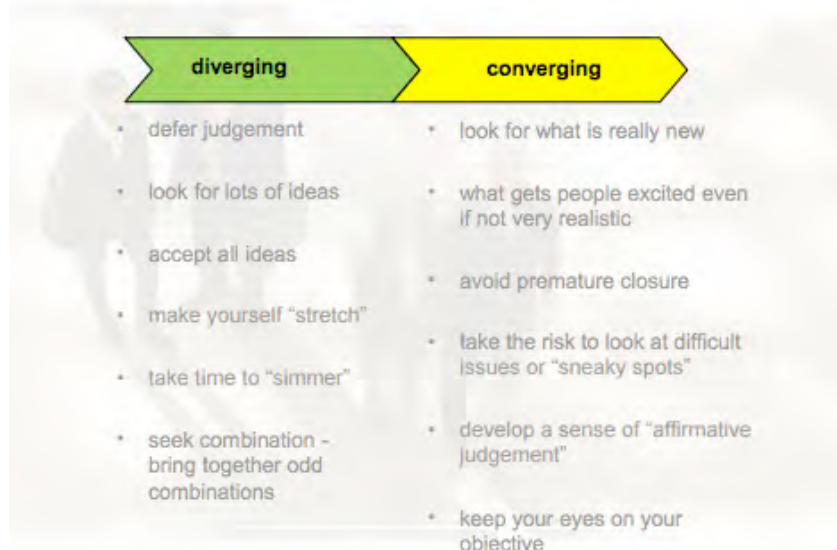 diverging
converging
• defer judgement
• look for lots of ideas
• accept all ideas
• make yourself “stretch”
• take time to “simmer”
• seek combination -
bring together odd
combinations
• look for what is really new
• what gets people excited even
if not very realistic
• avoid premature closure
• take the risk to look at difficult
issues or “sneaky spots”
• develop a sense of “affirmative
judgement”
• keep your eyes on your
objective